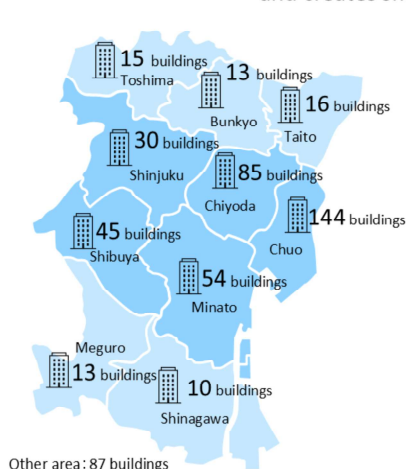 15 buildings
Toshima
13 buildings
Bunkyo
16 buildings
Taito
30 buildings
Shinjuku
85 buildings
Chiyoda
144 buildings
Chuo
45 buildings
Shibuya
54 buildings
Minato
Meguro
13 buildings
10 buildings
Shinagawa
Other area: 87 buildings